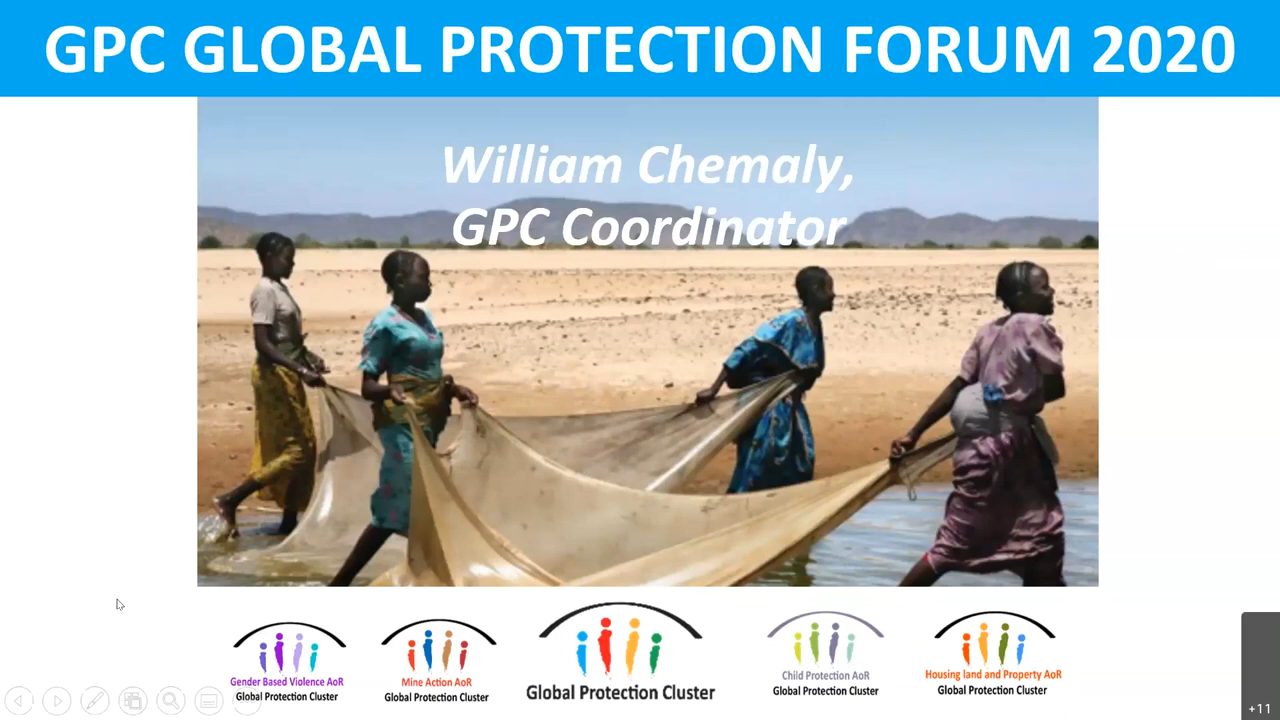 GPC GLOBAL PROTECTION FORUM 2020
William Chemaly,
GPC Coordinator
Gender Based Violence AoR
Global Protection Cluster
Mine Action AoR
Global Protection Cluster
Global Protection Cluster
Child Protection AoR
Global Protection Cluster
Housing land and Property AoR
Global Protection Cluster
+11